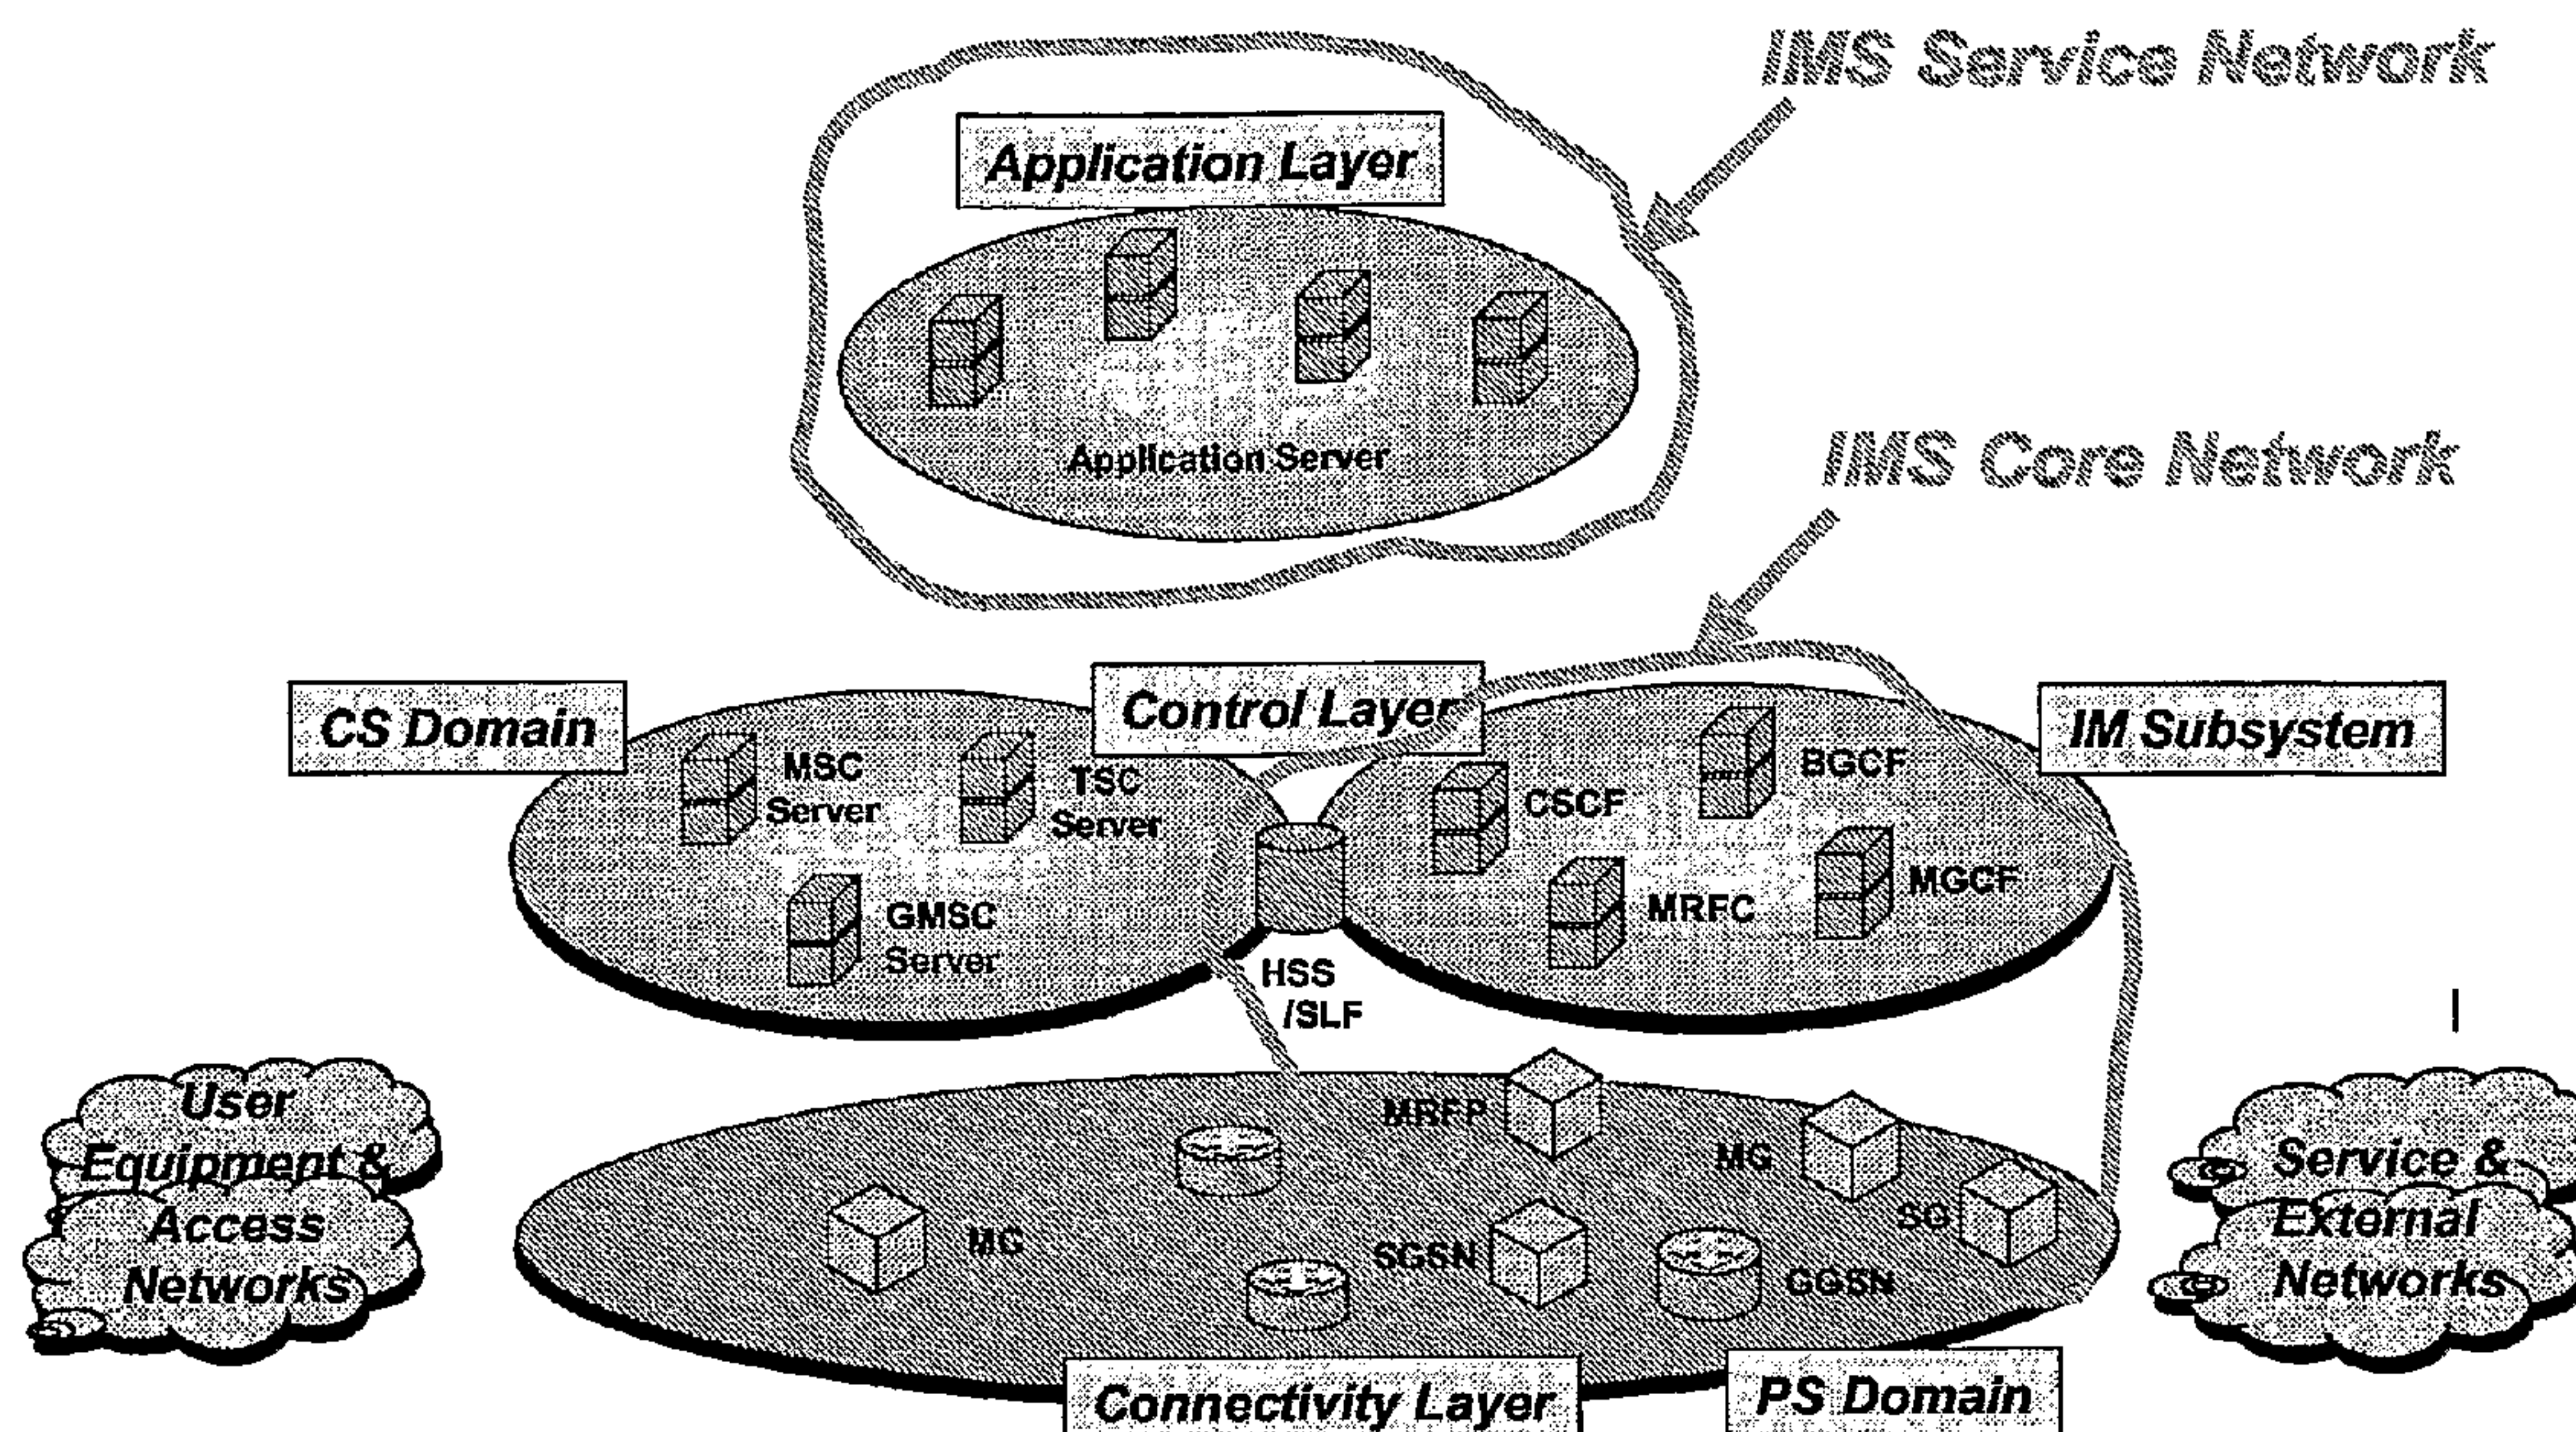 IMS Service Network
Application Layer
Application Server
IMS Core Network
CS Domain
Control Layer
IM Subsystem
MSC
Server
TSC
Server
GMSC
Server
CSCF
BGCF
MRFC
MGCF
HSS
/SLF
User
Equipment &
Access
Networks
MRFP
MG
SG
MG
SGSN
GGSN
Service &
External
Networks
Connectivity Layer
PS Domain